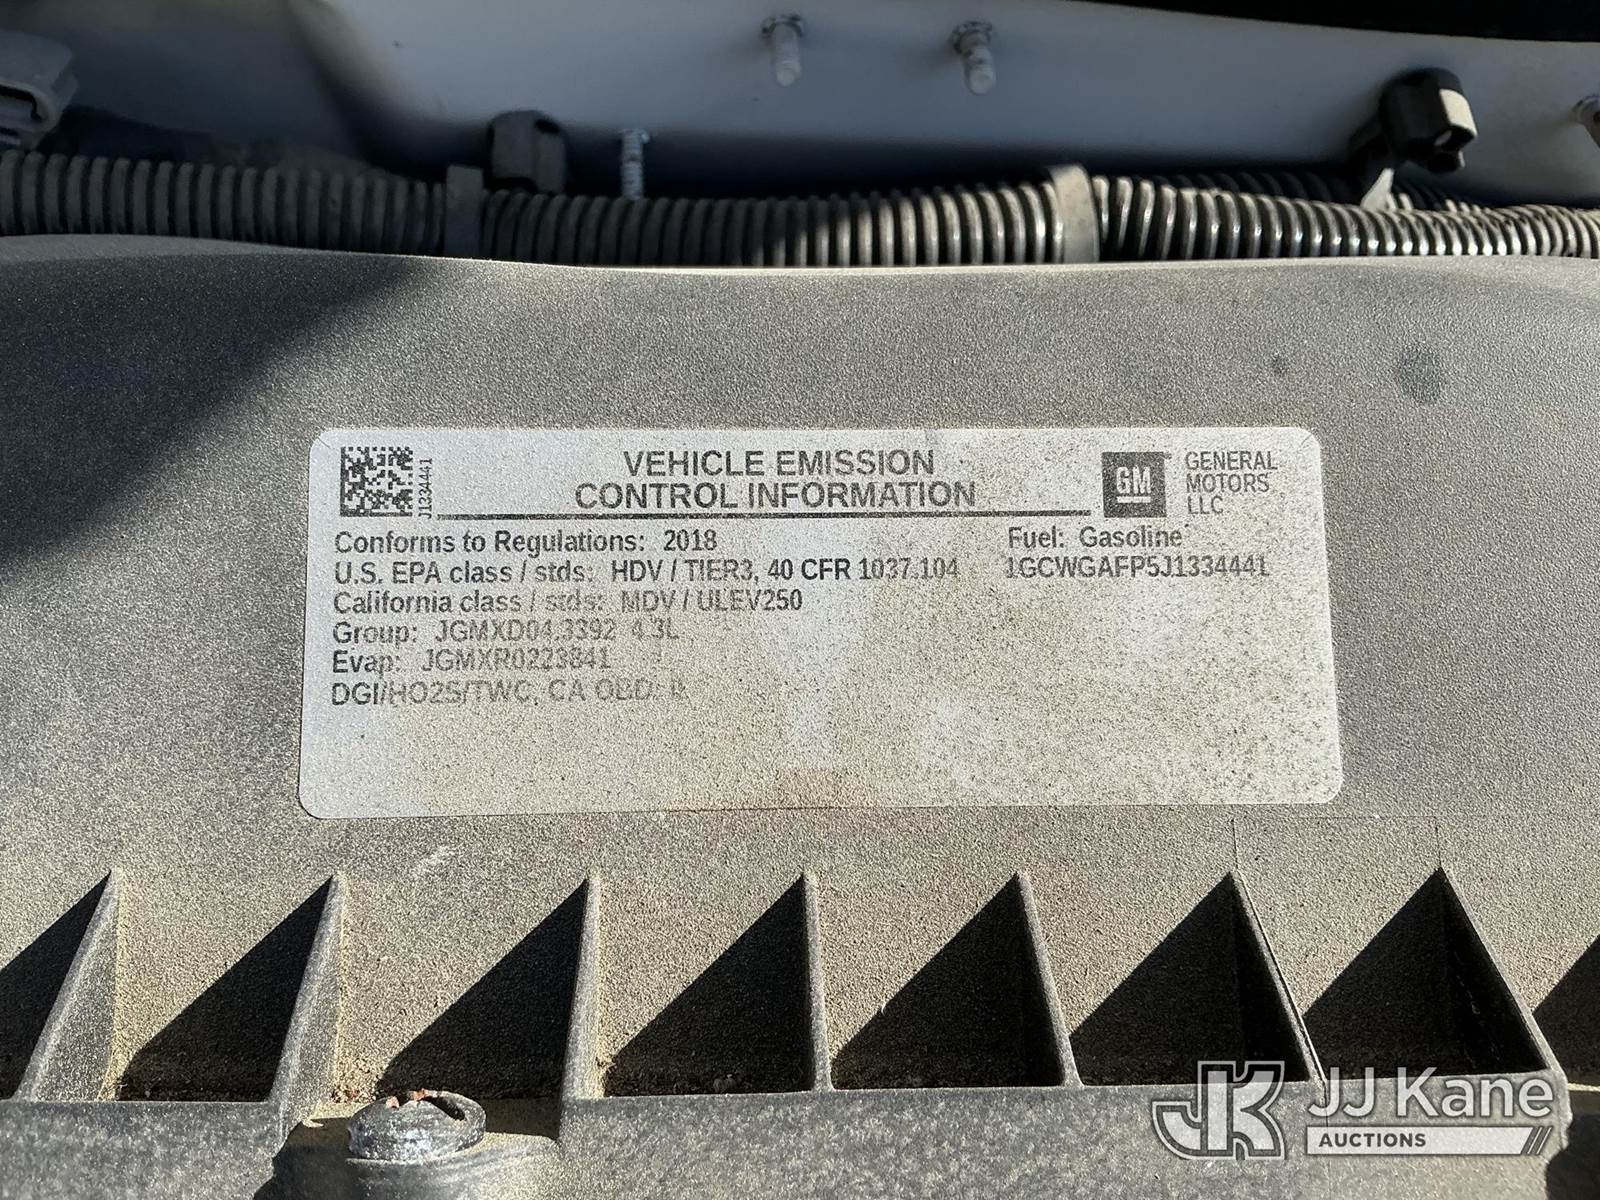 J1334441
VEHICLE EMISSION
CONTROL INFORMATION
GM
GENERAL
MOTORS
LLC
Conforms to Regulations: 2018
Fuel: Gasoline
U.S. EPA class / stds: HDV / TIER3, 40 CFR 1037.104
1GCWGAFP5J1334441
California class / stds: MDV / ULEV250
Group: JGMXD04.3392 4.3L
Evap: JGMXR0223841
DGI/HO2S/TWC, CA OBD: II
JK
JJ Kane
AUCTIONS